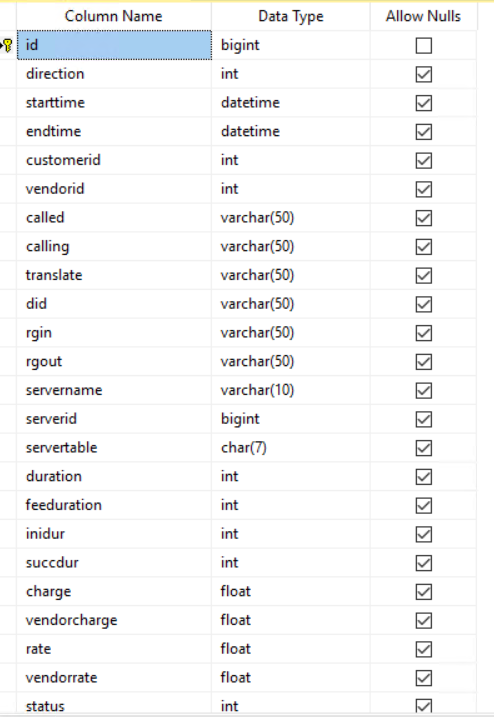 Column Name Data Type Allow Nulls
id bigint
direction int
starttime datetime
endtime datetime
customerid int
vendorid int
called varchar(50)
calling varchar(50)
translate varchar(50)
did varchar(50)
rgin varchar(50)
rgout varchar(50)
servername varchar(10)
serverid bigint
servertable char(7)
duration int
feeduration int
inidur int
succdur int
charge float
vendorcharge float
rate float
vendorrate float
status int